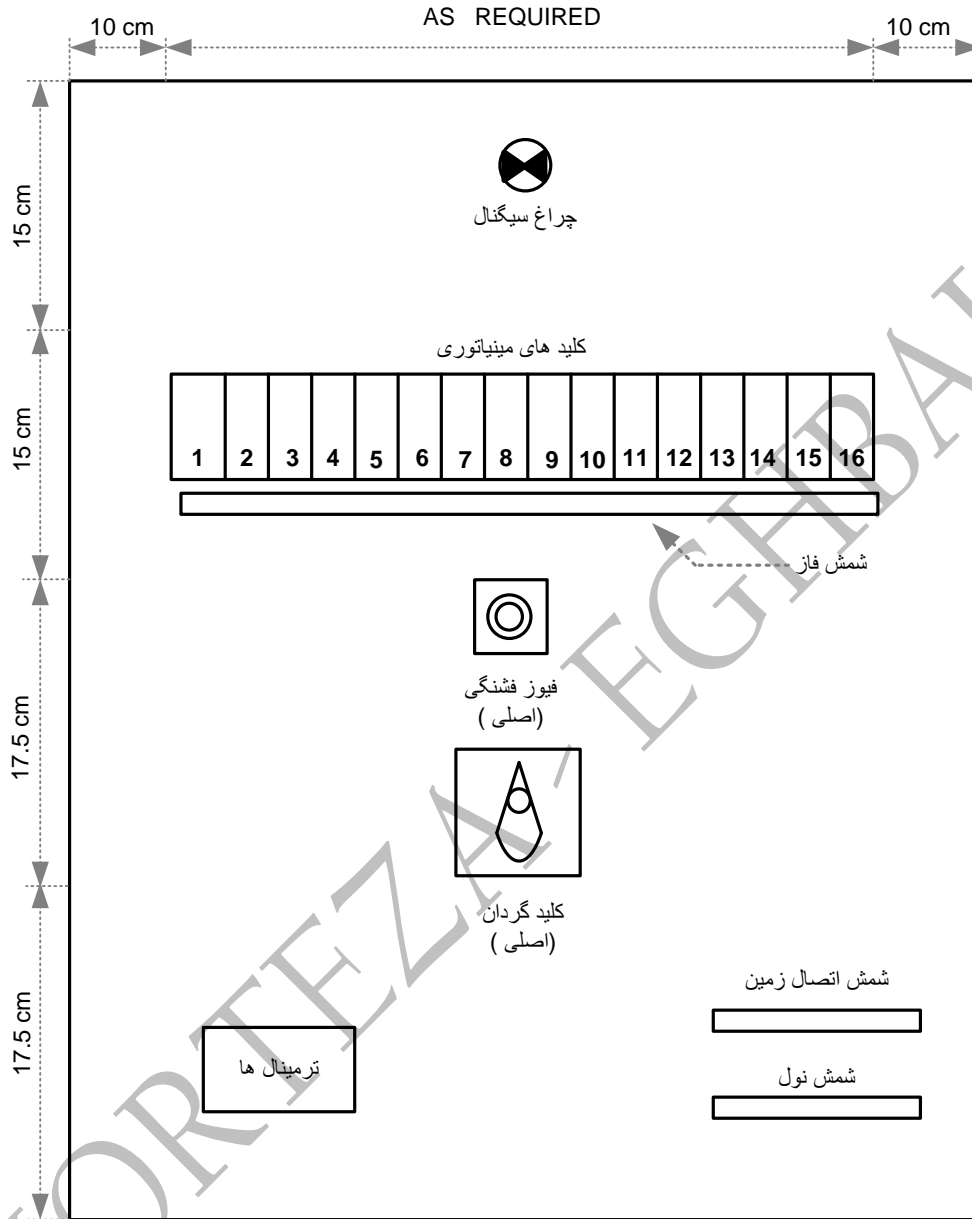 10 cm AS REQUIRED 10 cm
15 cm
چراغ سیگنال
15 cm
کلید های مینیاتوری
1 2 3 4 5 6 7 8 9 10 11 12 13 14 15 16
شمش فاز
17.5 cm
فیوز فشنگی
(اصلی )
کلید گردان
(اصلی )
17.5 cm
شمش اتصال زمین
ترمینال ها
شمش نول
ORTEZA - EGHBA